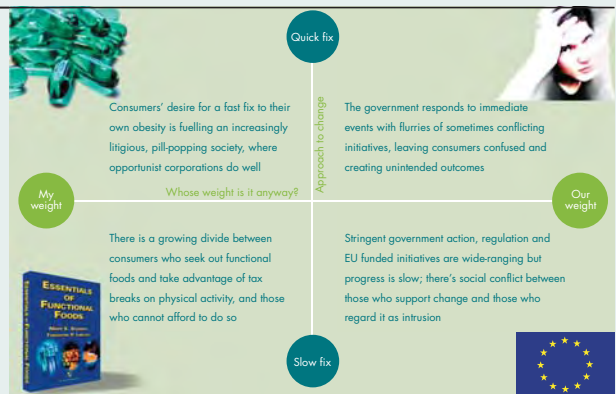 Quick fix
Consumers' desire for a fast fix to their
own obesity is fuelling an increasingly
litigious, pill-popping society, where
opportunist corporations do well
Approach to change
The government responds to immediate
events with flurries of sometimes conflicting
initiatives, leaving consumers confused and
creating unintended outcomes
My
weight
Whose weight is it anyway?
Our
weight
There is a growing divide between
consumers who seek out functional
foods and take advantage of tax
breaks on physical activity, and those
who cannot afford to do so
Stringent government action, regulation and
EU funded initiatives are wide-ranging but
progress is slow; there's social conflict between
those who support change and those who
regard it as intrusion
ESSENTIALS
OF
FUNCTIONAL
FOODS
Slow fix